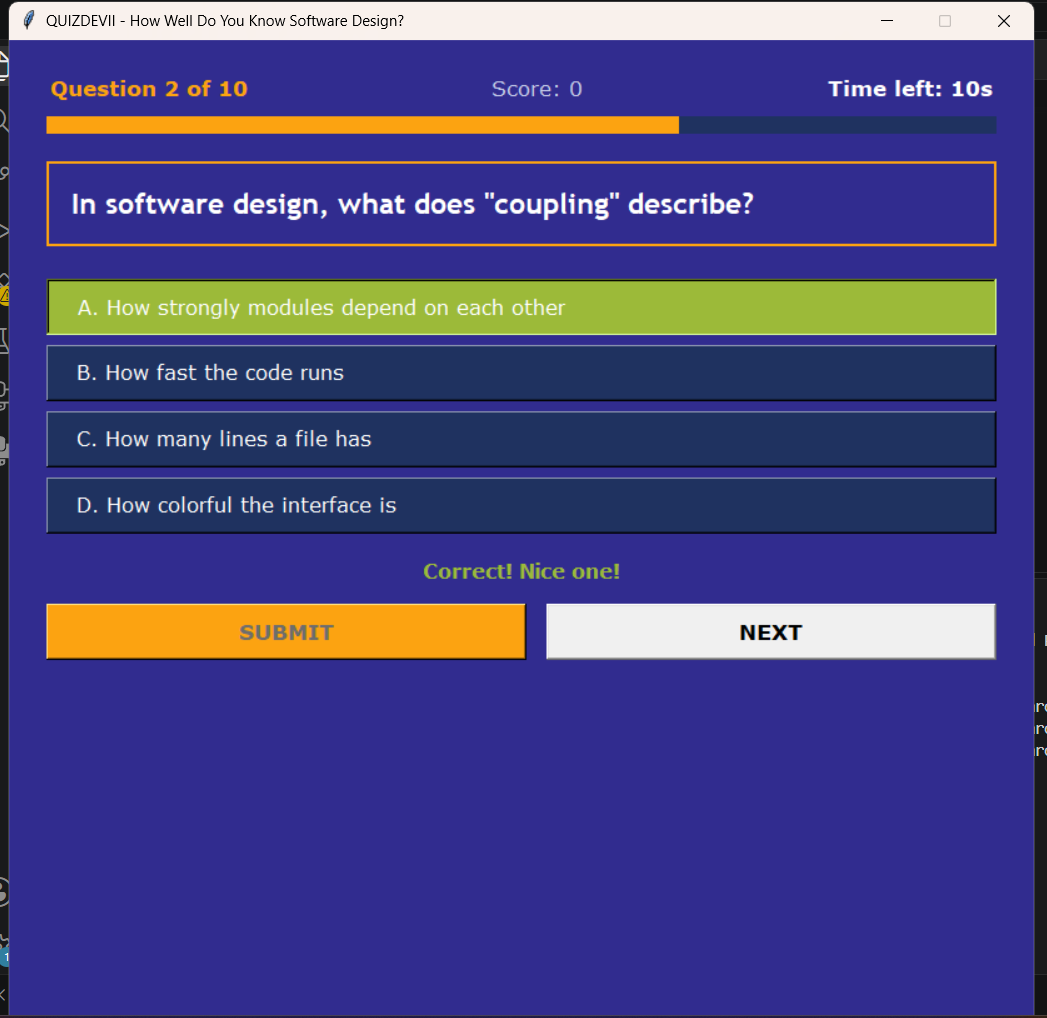 QUIZDEVII - How Well Do You Know Software Design?
Question 2 of 10
Score: 0
Time left: 10s
In software design, what does "coupling" describe?
A. How strongly modules depend on each other
B. How fast the code runs
C. How many lines a file has
D. How colorful the interface is
Correct! Nice one!
SUBMIT
NEXT